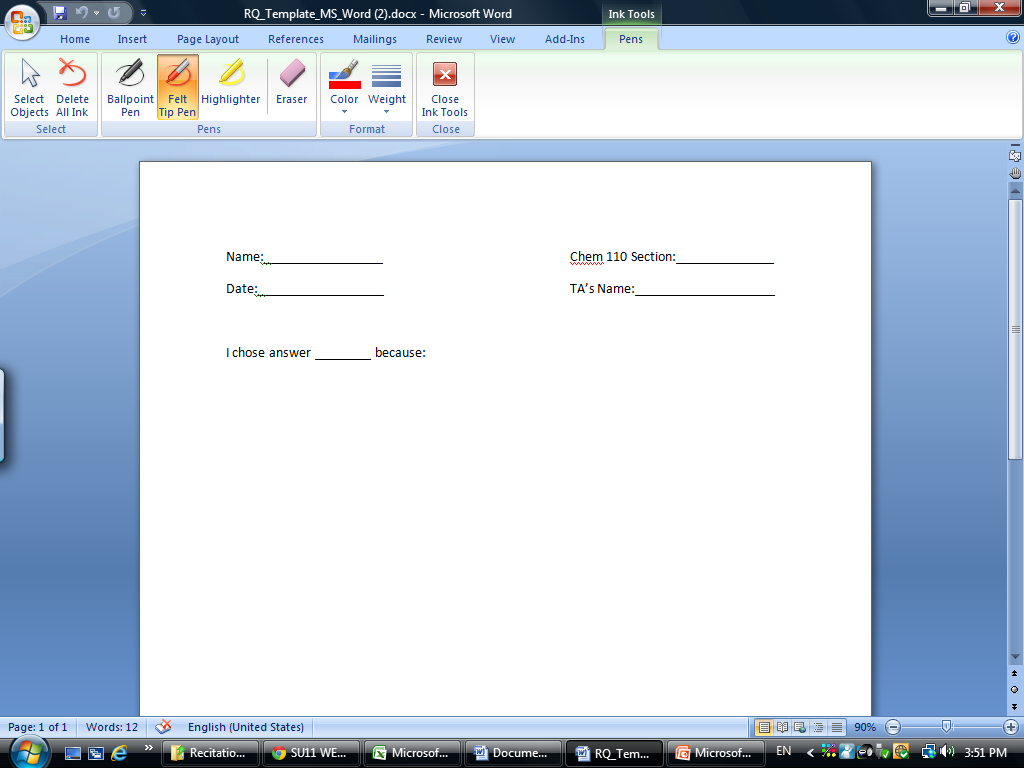 RQ_Template_MS_Word (2).docx - Microsoft Word Ink Tools
Home Insert Page Layout References Mailings Review View Add-Ins Pens
Select Objects Delete All Ink Ballpoint Pen Felt Tip Pen Highlighter Eraser Color Weight Close Ink Tools
Select Pens Format Close
Name:__________________ Chem 110 Section:______________
Date:__________________ TA’s Name:____________________
I chose answer ________ because:
Page: 1 of 1 Words: 12 English (United States) 90%
Recitatio... SU11 WE... Microsof... Docume... RQ_Tem... Microsof... EN 3:51 PM